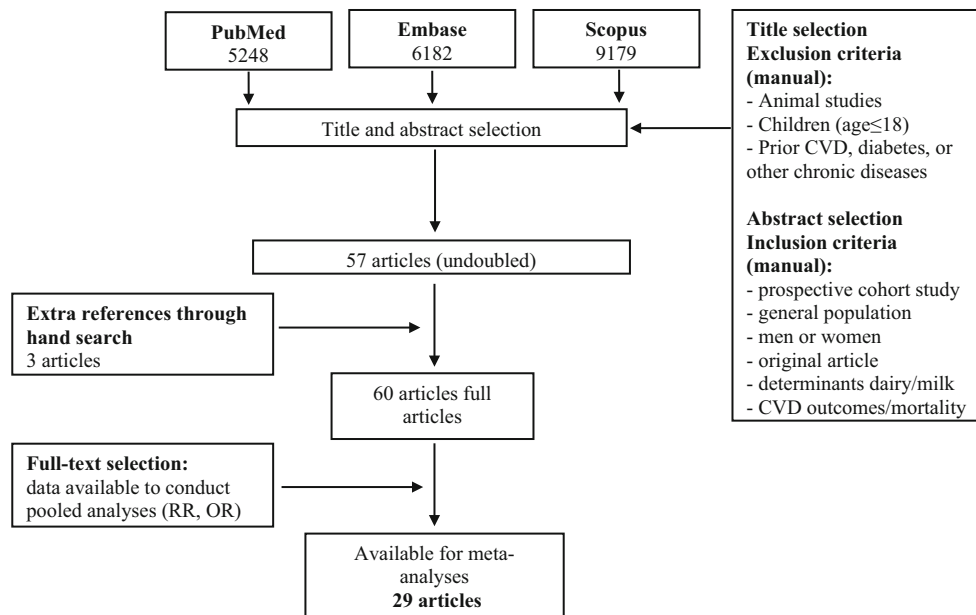 PubMed
5248
Embase
6182
Scopus
9179
Title and abstract selection
Title selection
Exclusion criteria
(manual):
- Animal studies
- Children (age≤18)
- Prior CVD, diabetes, or
other chronic diseases
Abstract selection
Inclusion criteria
(manual):
- prospective cohort study
- general population
- men or women
- original article
- determinants dairy/milk
- CVD outcomes/mortality
57 articles (undoubled)
Extra references through
hand search
3 articles
60 articles full
articles
Full-text selection:
data available to conduct
pooled analyses (RR, OR)
Available for meta-
analyses
29 articles